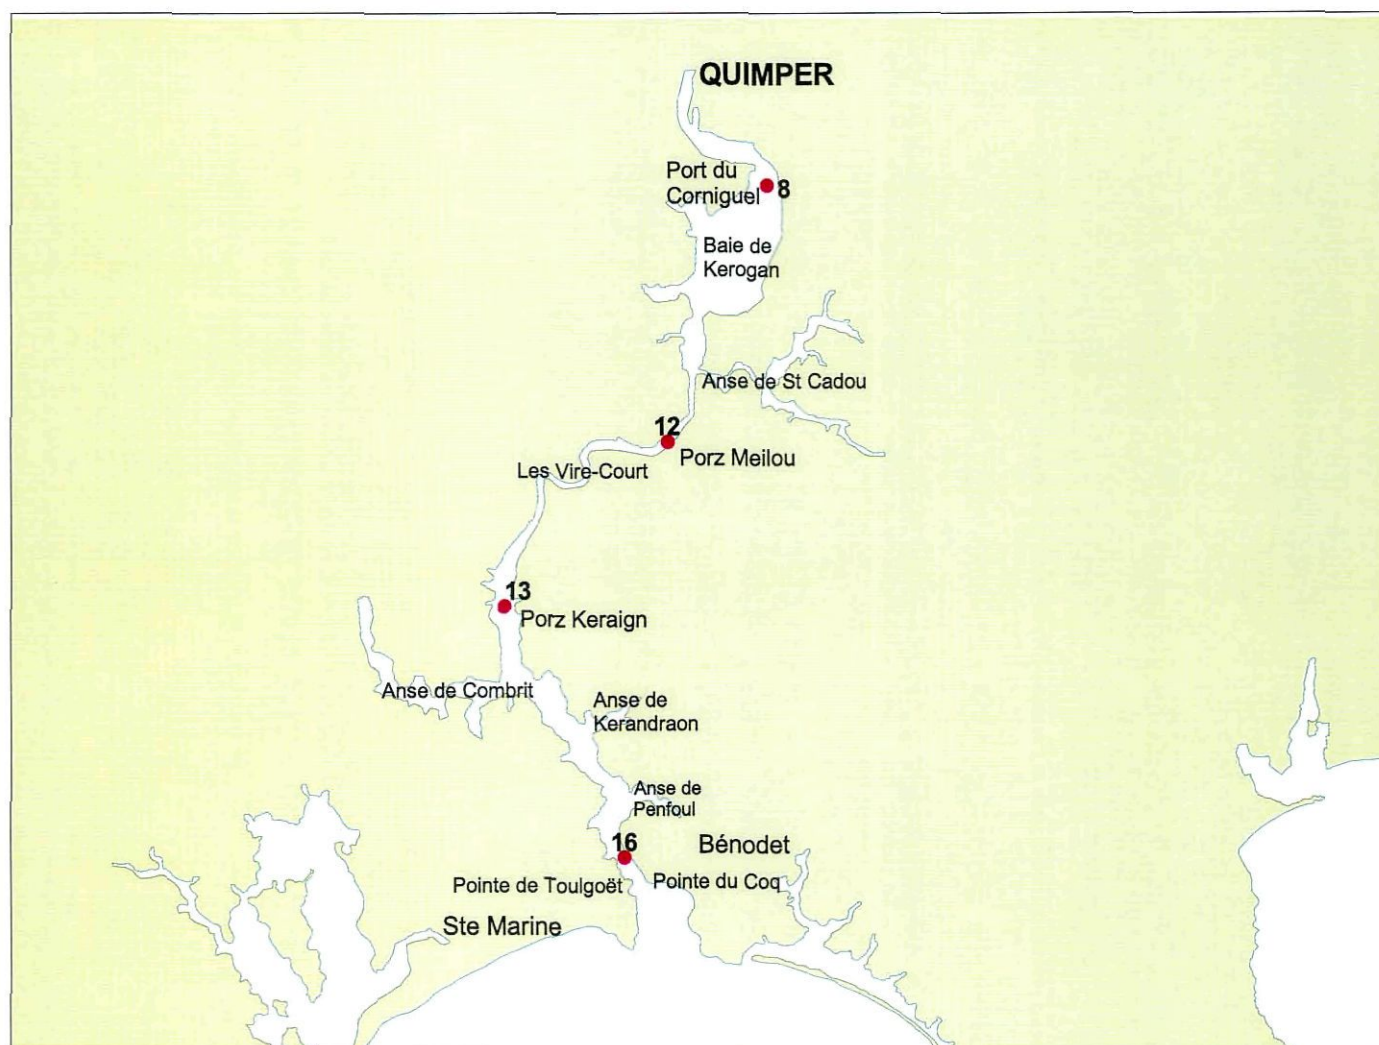 QUIMPER
Port du
Corniguel
8
Baie de
Kerogan
Anse de St Cadou
12
Porz Meilou
Les Vire-Court
13
Porz Keraign
Anse de Combrit
Anse de
Kerandraon
Anse de
Penfoul
16
Bénodet
Pointe de Toulgoët
Pointe du Coq
Ste Marine